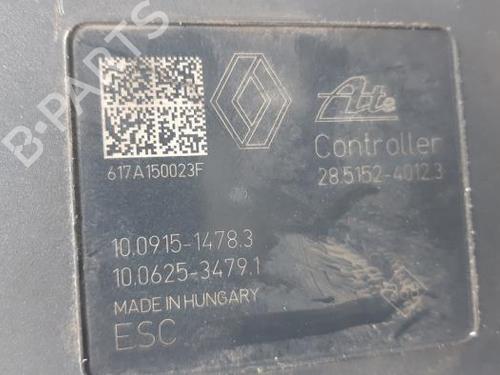 B-PARTS
Ate
617A150023F
Controller
28.5152-4012.3
10.0915-1478.3
10.0625-3479.1
MADE IN HUNGARY
ESC